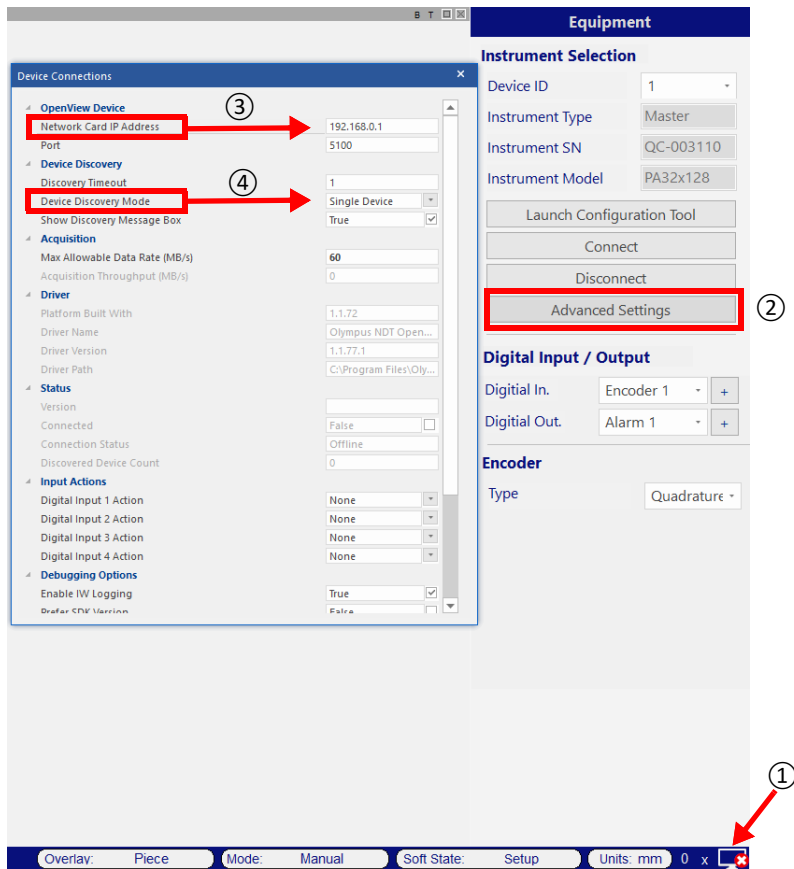 B T
Equipment
Instrument Selection
Device ID 1
Instrument Type Master
Instrument SN QC-003110
Instrument Model PA32x128
Launch Configuration Tool
Connect
Disconnect
Advanced Settings
②
Digital Input / Output
Digitial In. Encoder 1 +
Digitial Out. Alarm 1 +
Encoder
Type Quadrature
Device Connections ×
OpenView Device
③
Network Card IP Address 192.168.0.1
Port 5100
Device Discovery
Discovery Timeout 1
④
Device Discovery Mode Single Device
Show Discovery Message Box True
Acquisition
Max Allowable Data Rate (MB/s) 60
Acquisition Throughput (MB/s) 0
Driver
Platform Built With 1.1.72
Driver Name Olympus NDT Open...
Driver Version 1.1.77.1
Driver Path C:\Program Files\Oly...
Status
Version
Connected False
Connection Status Offline
Discovered Device Count 0
Input Actions
Digital Input 1 Action None
Digital Input 2 Action None
Digital Input 3 Action None
Digital Input 4 Action None
Debugging Options
Enable IW Logging True
Prefer SDK Version False
①
Overlay: Piece Mode: Manual Soft State: Setup Units: mm 0 x